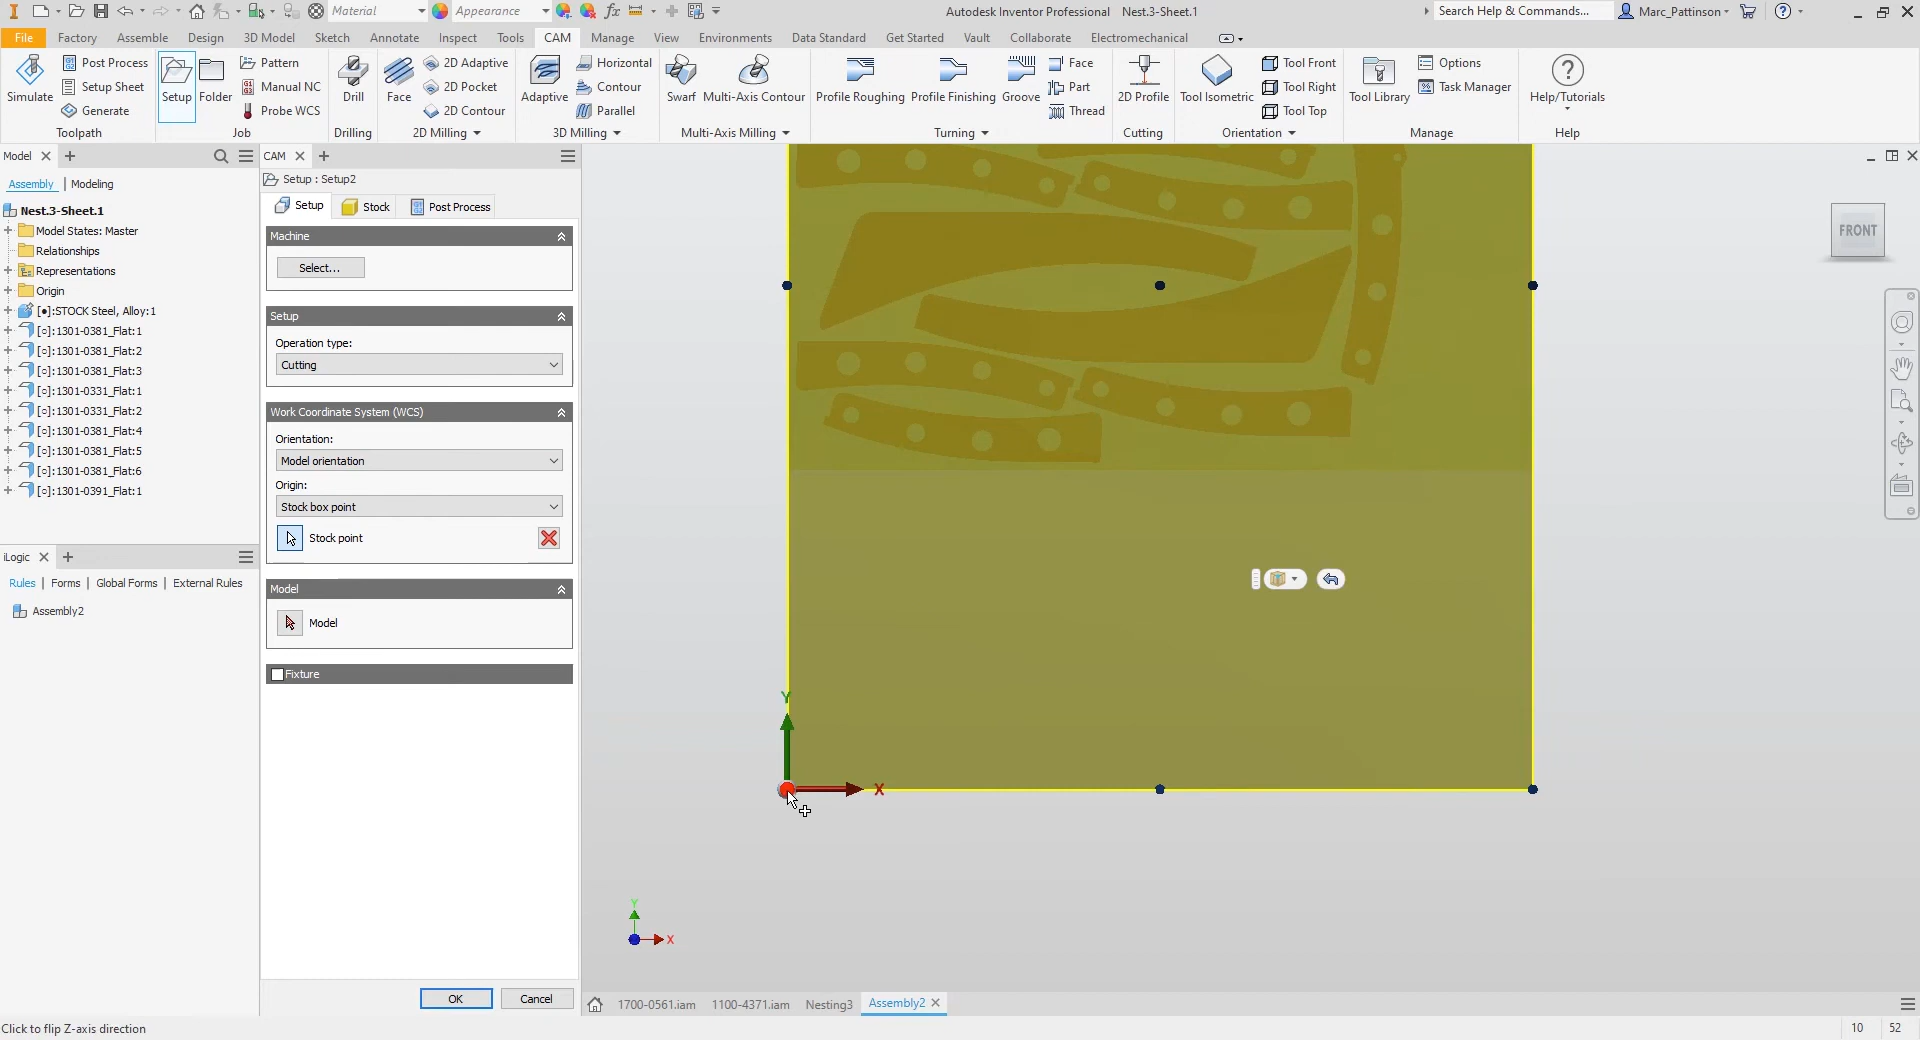 Material
Appearance
Autodesk Inventor Professional Nest.3-Sheet.1
Search Help & Commands...
Marc_Pattinson
File
Factory
Assemble
Design
3D Model
Sketch
Annotate
Inspect
Tools
CAM
Manage
View
Environments
Data Standard
Get Started
Vault
Collaborate
Electromechanical
Simulate
Post Process
Setup Sheet
Generate
Toolpath
Setup
Folder
Pattern
Manual NC
Probe WCS
Job
Drill
Drilling
Face
2D Adaptive
2D Pocket
2D Contour
2D Milling
Adaptive
Horizontal
Contour
Parallel
3D Milling
Swarf
Multi-Axis Contour
Multi-Axis Milling
Profile Roughing
Profile Finishing
Groove
Face
Part
Thread
Turning
2D Profile
Cutting
Tool Isometric
Tool Front
Tool Right
Tool Top
Orientation
Tool Library
Options
Task Manager
Manage
Help/Tutorials
Help
Model
Assembly | Modeling
Nest.3-Sheet.1
Model States: Master
Relationships
Representations
Origin
[●]:STOCK Steel, Alloy:1
[○]:1301-0381_Flat:1
[○]:1301-0381_Flat:2
[○]:1301-0381_Flat:3
[○]:1301-0331_Flat:1
[○]:1301-0331_Flat:2
[○]:1301-0381_Flat:4
[○]:1301-0381_Flat:5
[○]:1301-0381_Flat:6
[○]:1301-0391_Flat:1
iLogic
Rules | Forms | Global Forms | External Rules
Assembly2
CAM
Setup : Setup2
Setup
Stock
Post Process
Machine
Select...
Setup
Operation type:
Cutting
Work Coordinate System (WCS)
Orientation:
Model orientation
Origin:
Stock box point
Stock point
Model
Model
Fixture
OK
Cancel
FRONT
Y
X
Y
X
1700-0561.iam
1100-4371.iam
Nesting3
Assembly2
Click to flip Z-axis direction
10
52